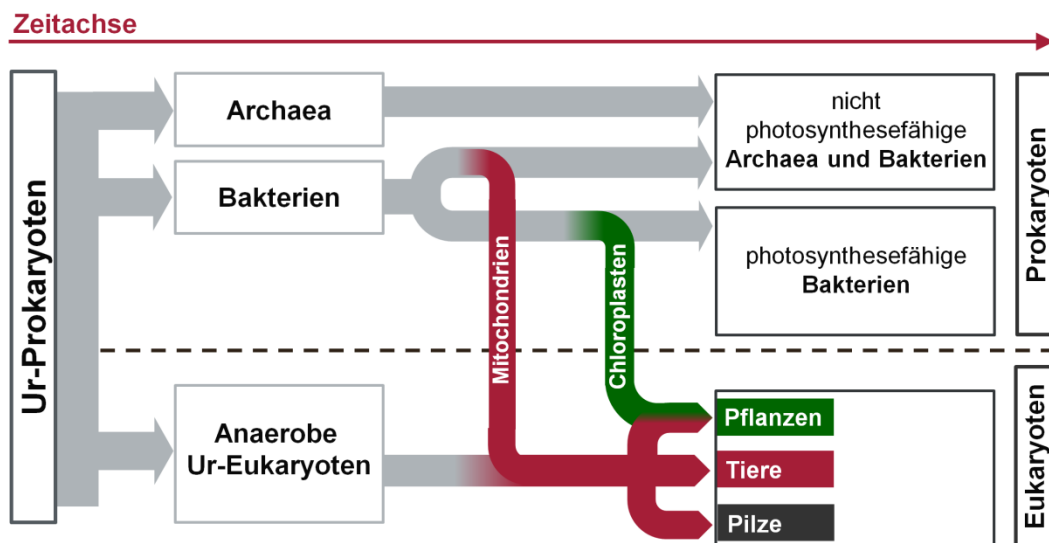 Zeitachse
Ur-Prokaryoten
Archaea
Bakterien
Anaerobe
Ur-Eukaryoten
Mitochondrien
Chloroplasten
nicht
photosynthesefähige
Archaea und Bakterien
photosynthesefähige
Bakterien
Prokaryoten
Pflanzen
Tiere
Pilze
Eukaryoten